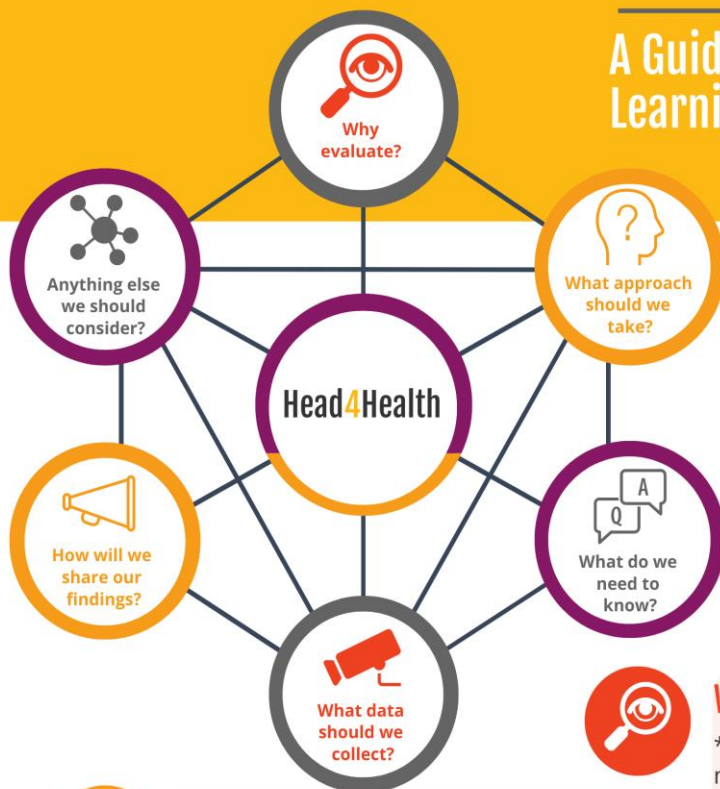 A Guid
Learni
Why
evaluate?
Anything else
we should
consider?
What approach
should we
take?
Head4Health
How will we
share our
findings?
Q
A
What do we
need to
know?
What data
should we
collect?